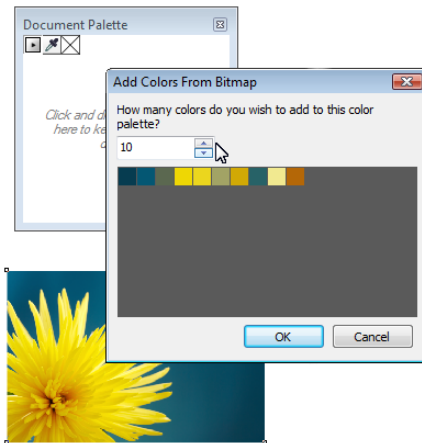 Document Palette
Add Colors From Bitmap
How many colors do you wish to add to this color
palette?
10
Click and d
here to ke
d
OK
Cancel